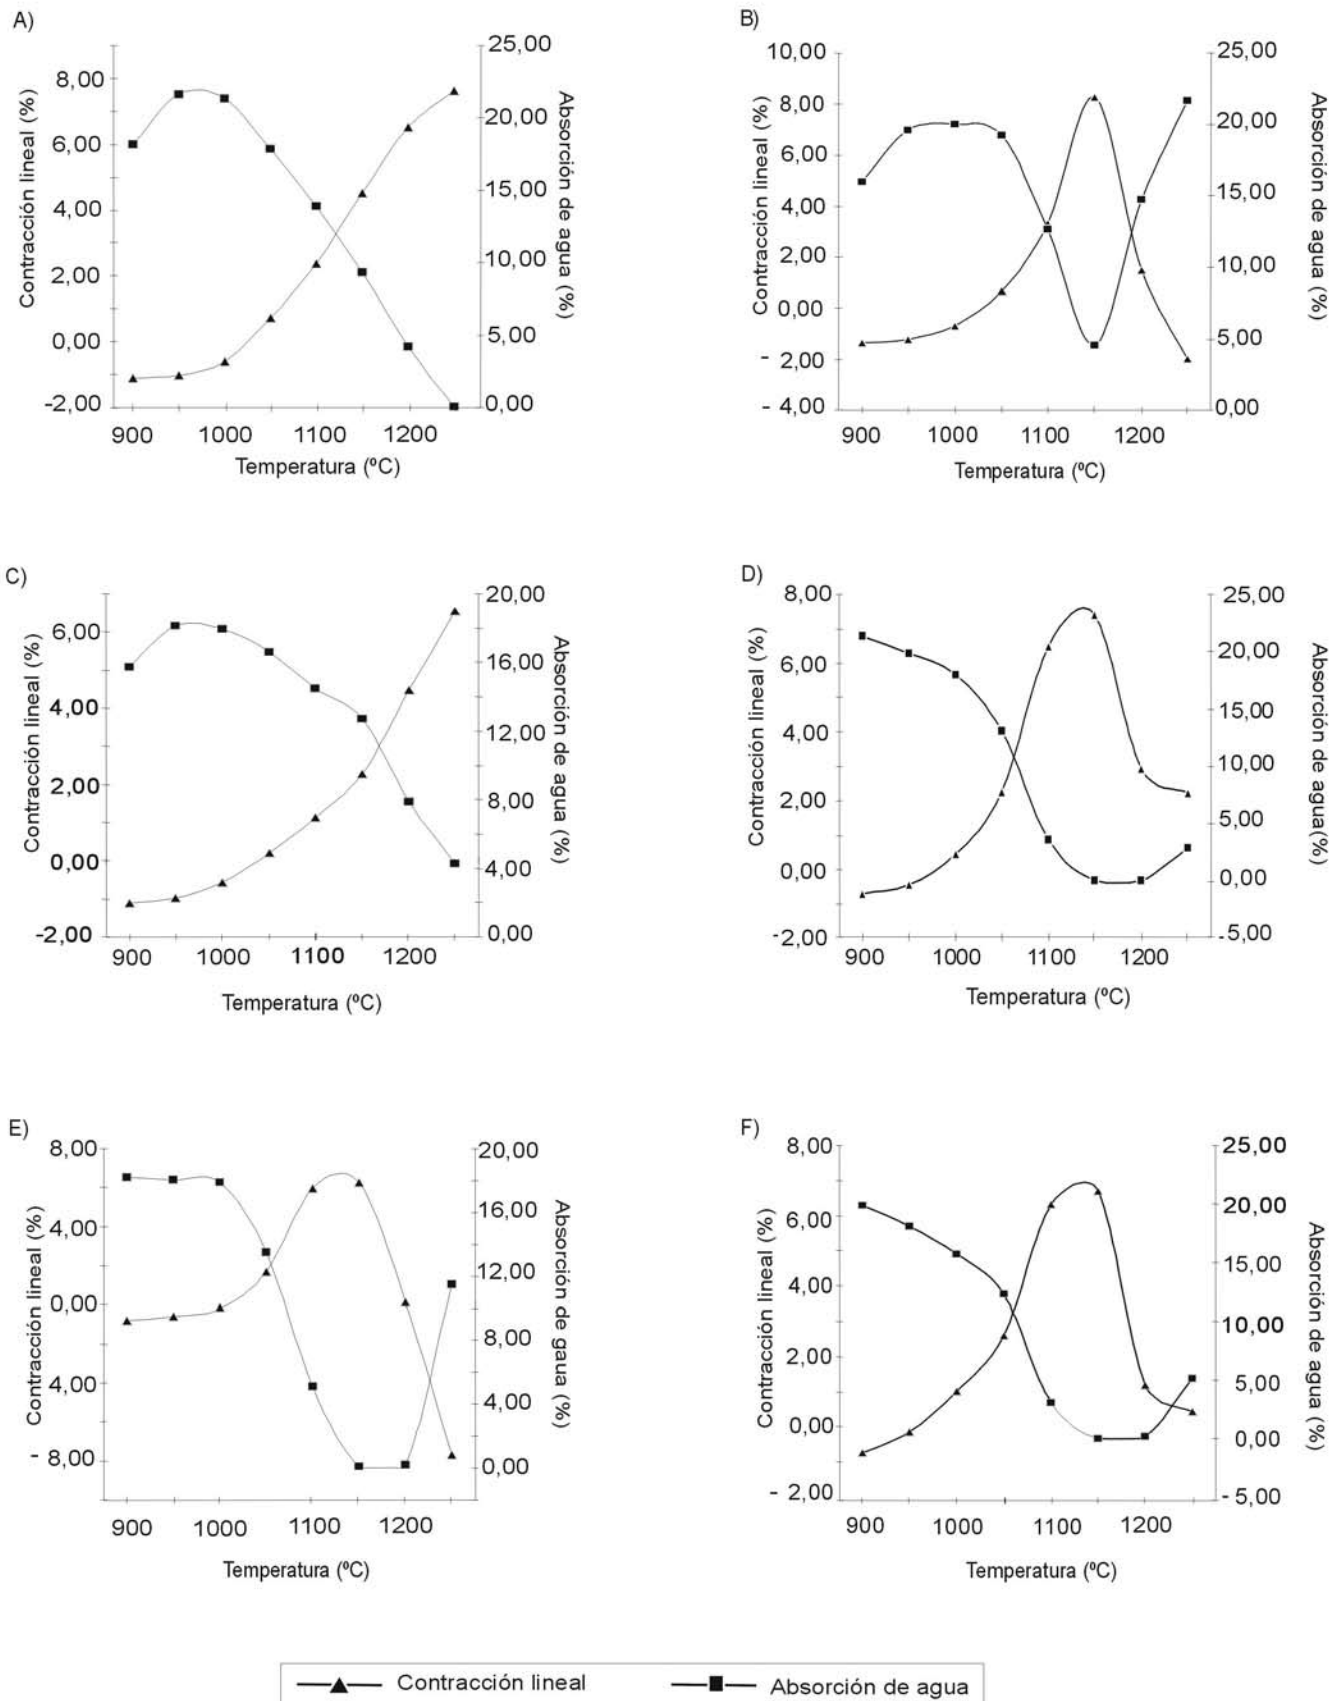 A)
Contracción lineal (%)
8,00
6,00
4,00
2,00
0,00
-2,00
25,00
20,00
15,00
10,00
5,00
0,00
Absorción de agua (%)
900 1000 1100 1200
Temperatura (ºC)
B)
Contracción lineal (%)
10,00
8,00
6,00
4,00
2,00
0,00
- 2,00
- 4,00
25,00
20,00
15,00
10,00
5,00
0,00
Absorción de agua (%)
900 1000 1100 1200
Temperatura (ºC)
C)
Contracción lineal (%)
6,00
4,00
2,00
0,00
-2,00
20,00
16,00
12,00
8,00
4,00
0,00
Absorción de agua (%)
900 1000 1100 1200
Temperatura (ºC)
D)
Contracción lineal (%)
8,00
6,00
4,00
2,00
0,00
-2,00
25,00
20,00
15,00
10,00
5,00
0,00
-5,00
Absorción de agua(%)
900 1000 1100 1200
Temperatura (ºC)
E)
Contracción lineal (%)
8,00
4,00
0,00
4,00
- 8,00
20,00
16,00
12,00
8,00
4,00
0,00
Absorción de gaua (%)
900 1000 1100 1200
Temperatura (ºC)
F)
Contracción lineal (%)
8,00
6,00
4,00
2,00
0,00
- 2,00
25,00
20,00
15,00
10,00
5,00
0,00
- 5,00
Absorción de agua (%)
900 1000 1100 1200
Temperatura (ºC)
Contracción lineal Absorción de agua